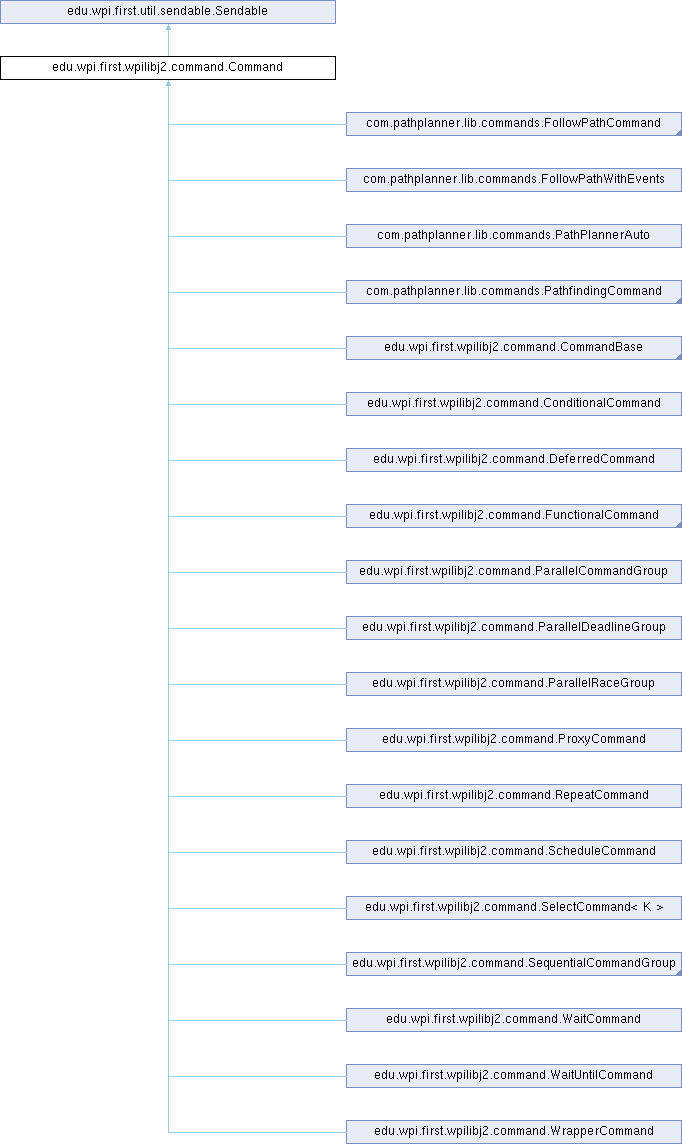 edu.wpi.first.util.sendable.Sendable
edu.wpi.first.wpilibj2.command.Command
com.pathplanner.lib.commands.FollowPathCommand
com.pathplanner.lib.commands.FollowPathWithEvents
com.pathplanner.lib.commands.PathPlannerAuto
com.pathplanner.lib.commands.PathfindingCommand
edu.wpi.first.wpilibj2.command.CommandBase
edu.wpi.first.wpilibj2.command.ConditionalCommand
edu.wpi.first.wpilibj2.command.DeferredCommand
edu.wpi.first.wpilibj2.command.FunctionalCommand
edu.wpi.first.wpilibj2.command.ParallelCommandGroup
edu.wpi.first.wpilibj2.command.ParallelDeadlineGroup
edu.wpi.first.wpilibj2.command.ParallelRaceGroup
edu.wpi.first.wpilibj2.command.ProxyCommand
edu.wpi.first.wpilibj2.command.RepeatCommand
edu.wpi.first.wpilibj2.command.ScheduleCommand
edu.wpi.first.wpilibj2.command.SelectCommand< K >
edu.wpi.first.wpilibj2.command.SequentialCommandGroup
edu.wpi.first.wpilibj2.command.WaitCommand
edu.wpi.first.wpilibj2.command.WaitUntilCommand
edu.wpi.first.wpilibj2.command.WrapperCommand